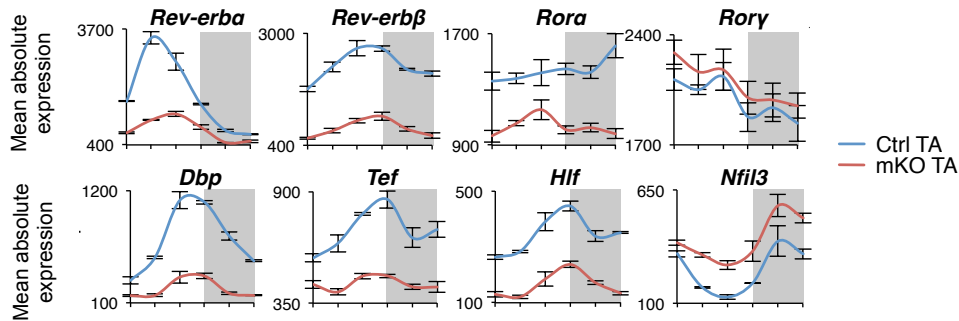 Rev-erbα Rev-erbβ Rorα Rorγ
3700 3000 1700 2400
Mean absolute
expression
400 400 900 1700
Ctrl TA
mKO TA
Dbp Tef Hlf Nfil3
1200 900 500 650
Mean absolute
expression
100 350 100 100